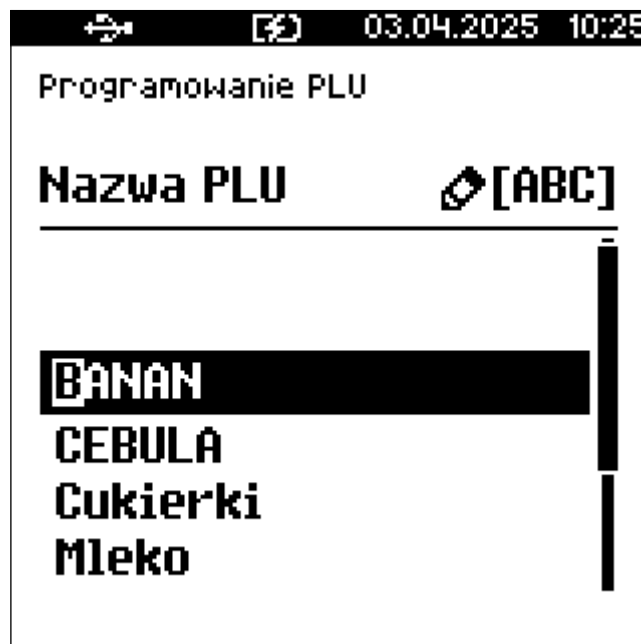 03.04.2025 10:25
Programowanie PLU
Nazwa PLU [ABC]
BANAN
CEBULA
Cukierki
Mleko